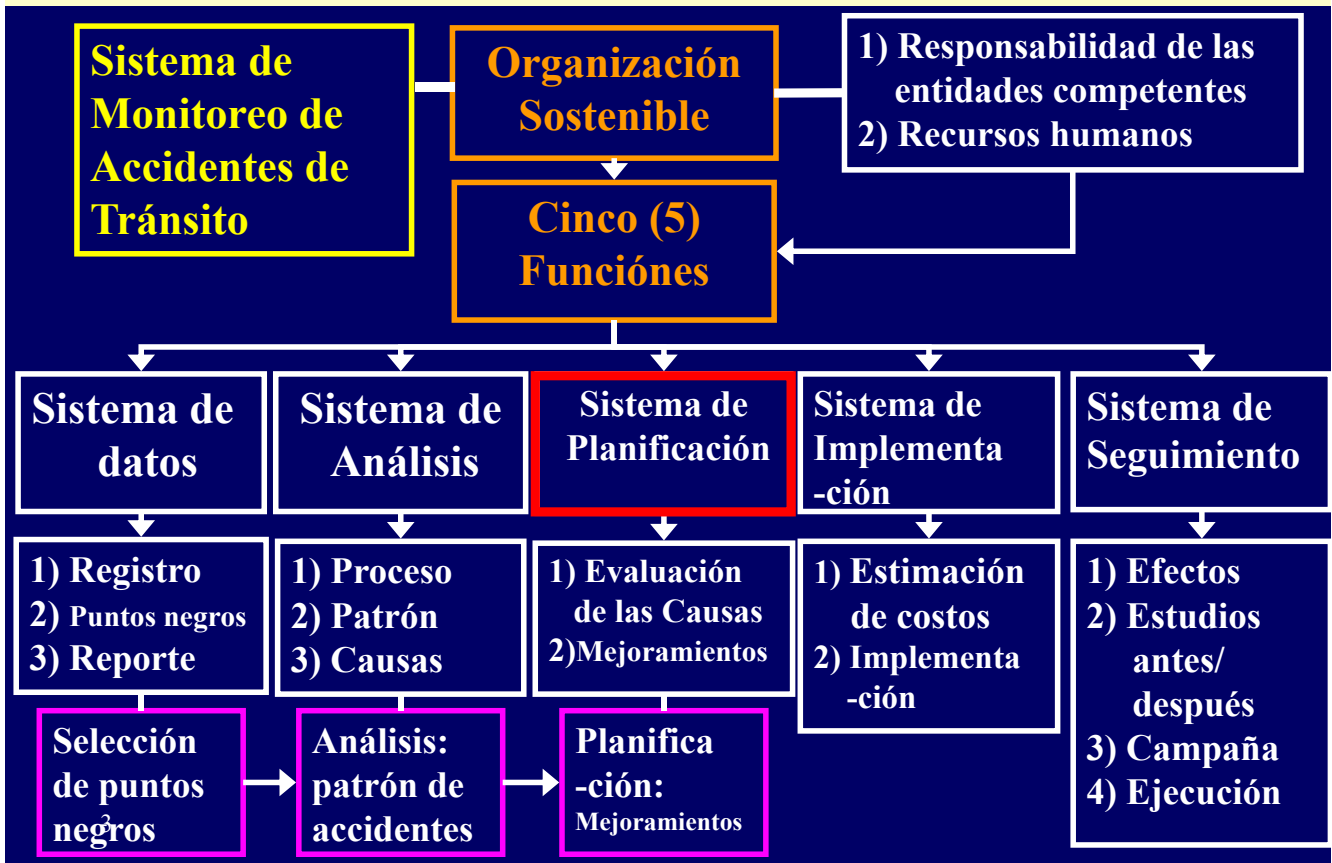 Sistema de
Monitoreo de
Accidentes de
Tránsito
Organización
Sostenible
1) Responsabilidad de las
entidades competentes
2) Recursos humanos
Cinco (5)
Funciónes
Sistema de
datos
Sistema de
Análisis
Sistema de
Planificación
Sistema de
Implementa
-ción
Sistema de
Seguimiento
1) Registro
2) Puntos negros
3) Reporte
1) Proceso
2) Patrón
3) Causas
1) Evaluación
de las Causas
2)Mejoramientos
1) Estimación
de costos
2) Implementa
-ción
1) Efectos
2) Estudios
antes/
después
3) Campaña
4) Ejecución
Selección
de puntos
negros
3
Análisis:
patrón de
accidentes
Planifica
-ción:
Mejoramientos